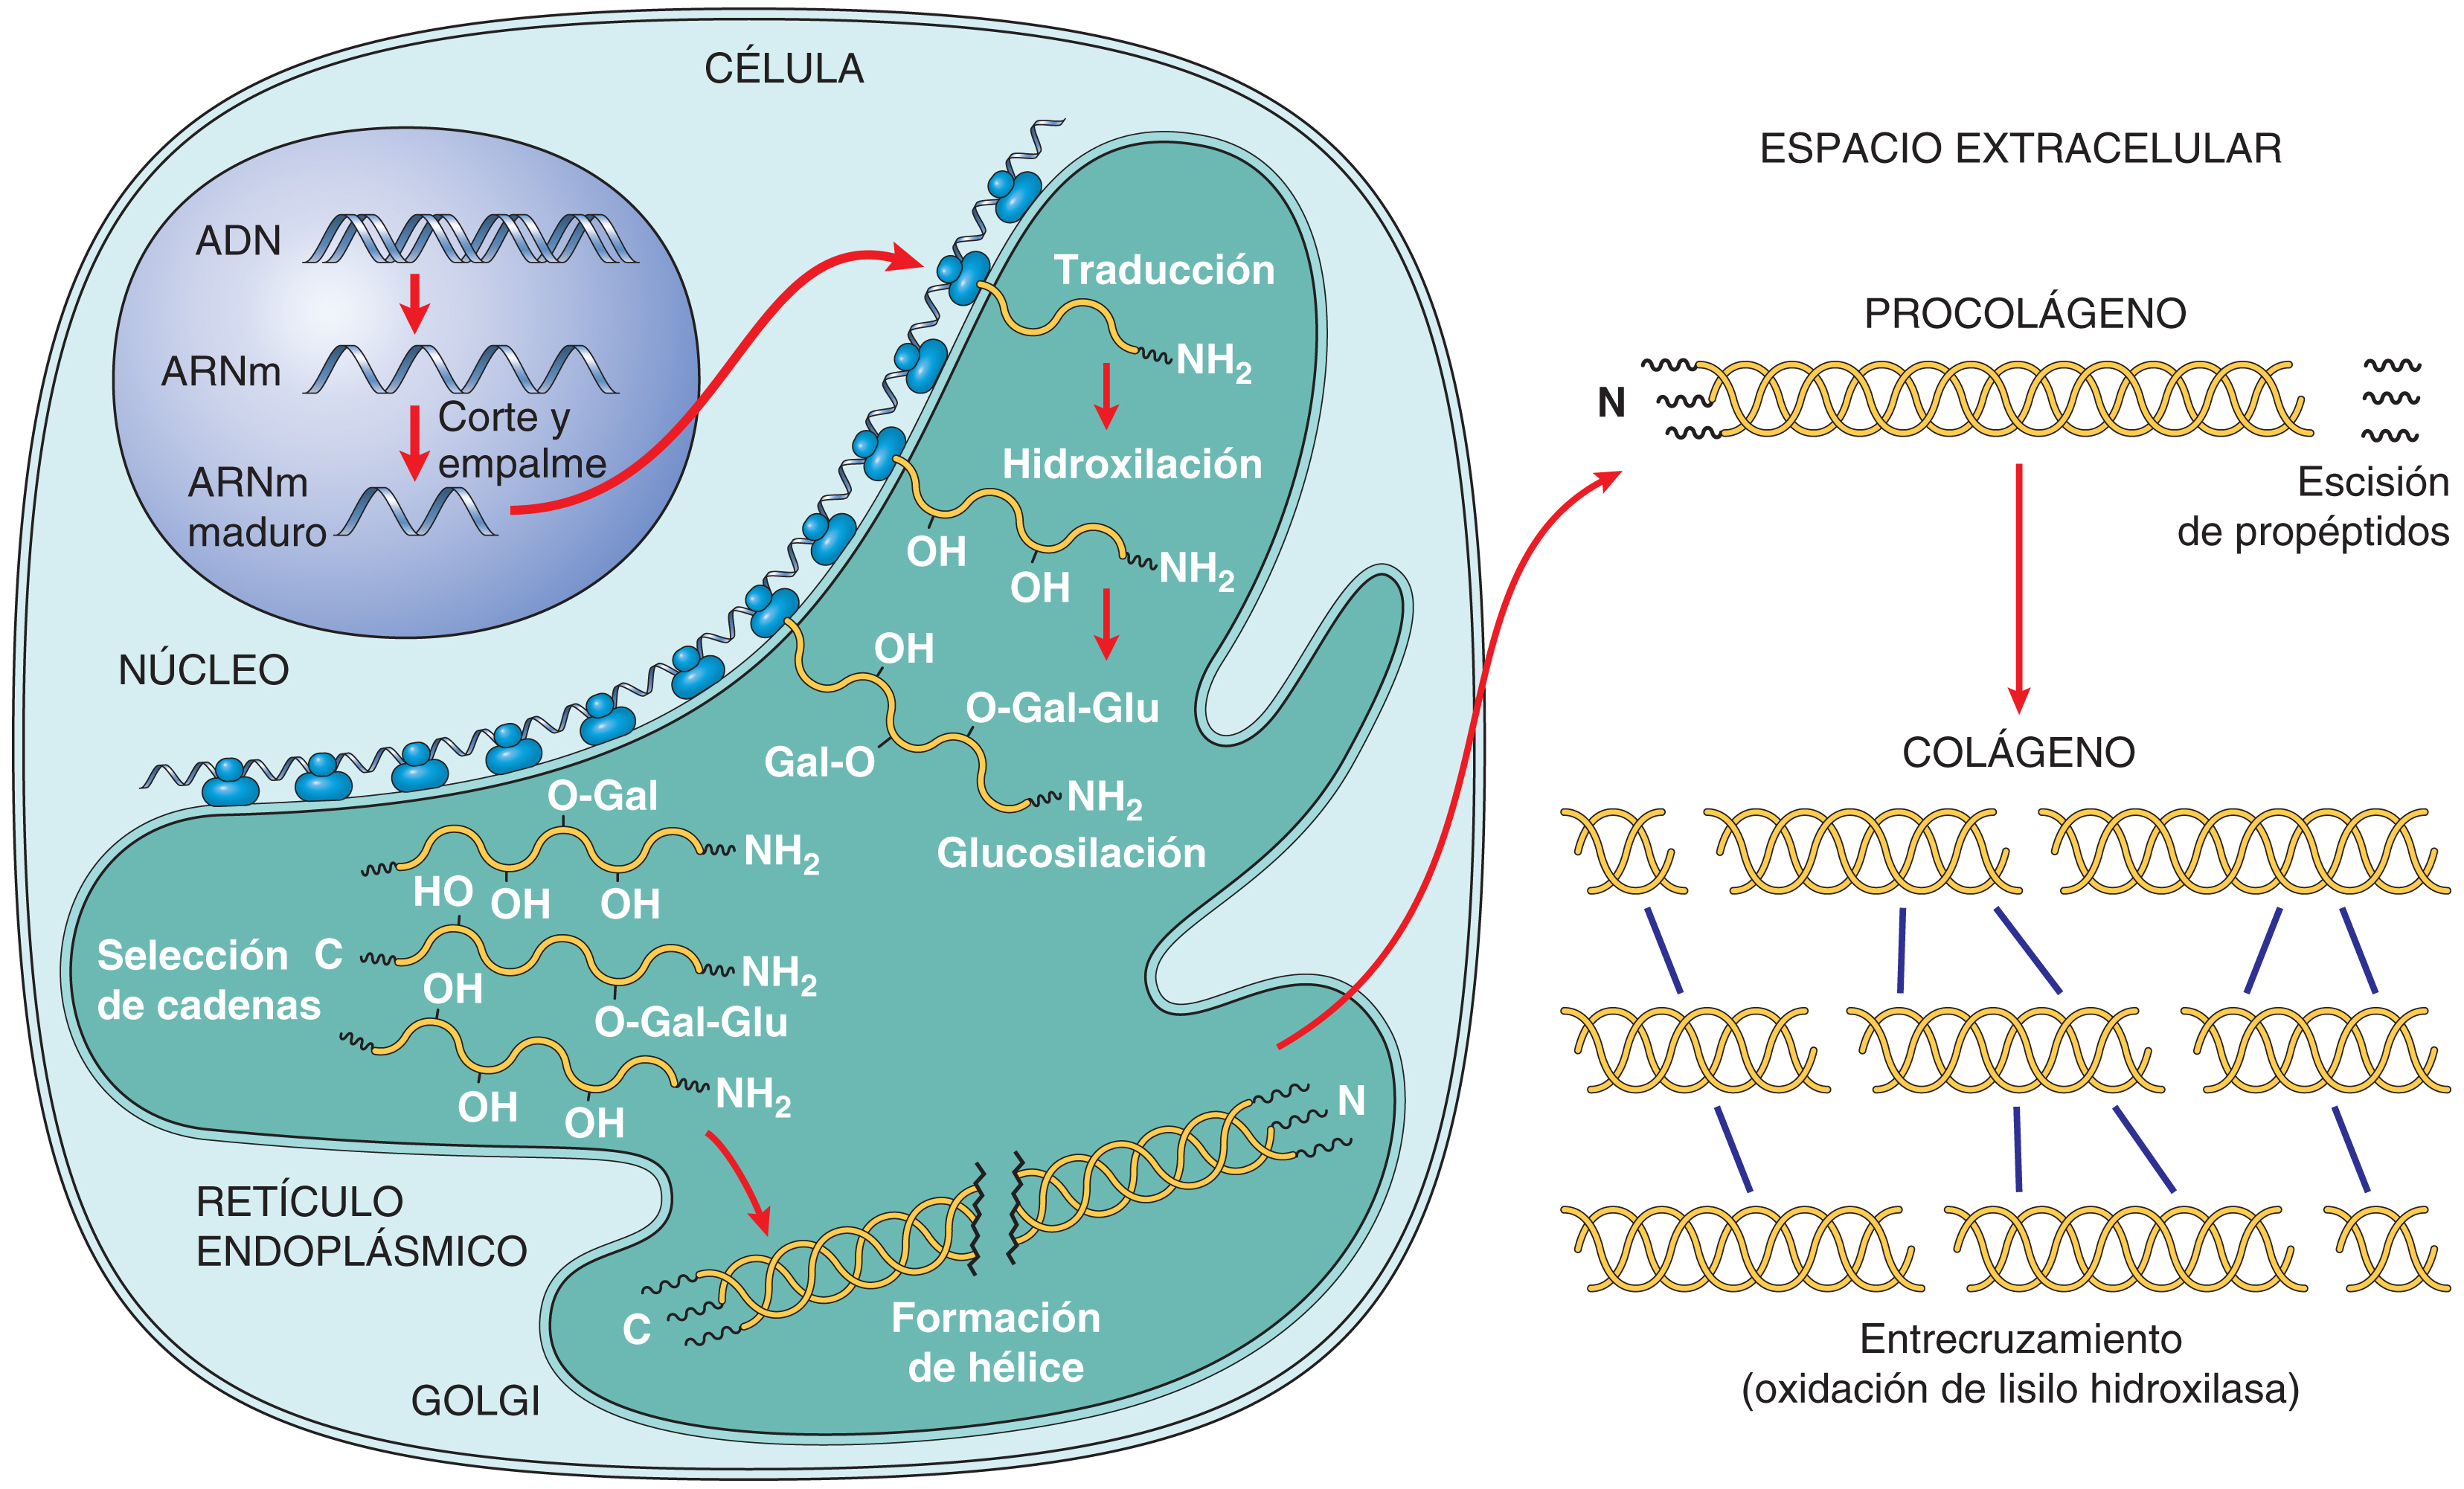 CÉLULA
ADN
ARNm
Corte y
empalme
ARNm
maduro
NÚCLEO
Traducción
NH2
Hidroxilación
OH
OH
NH2
OH
O-Gal-Glu
Gal-O
NH2
Glucosilación
O-Gal
NH2
HO
OH
OH
Selección
de cadenas
C
NH2
OH
O-Gal-Glu
OH
OH
NH2
RETÍCULO
ENDOPLÁSMICO
N
C
Formación
de hélice
GOLGI
ESPACIO EXTRACELULAR
PROCOLÁGENO
N
Escisión
de propéptidos
COLÁGENO
Entrecruzamiento
(oxidación de lisilo hidroxilasa)